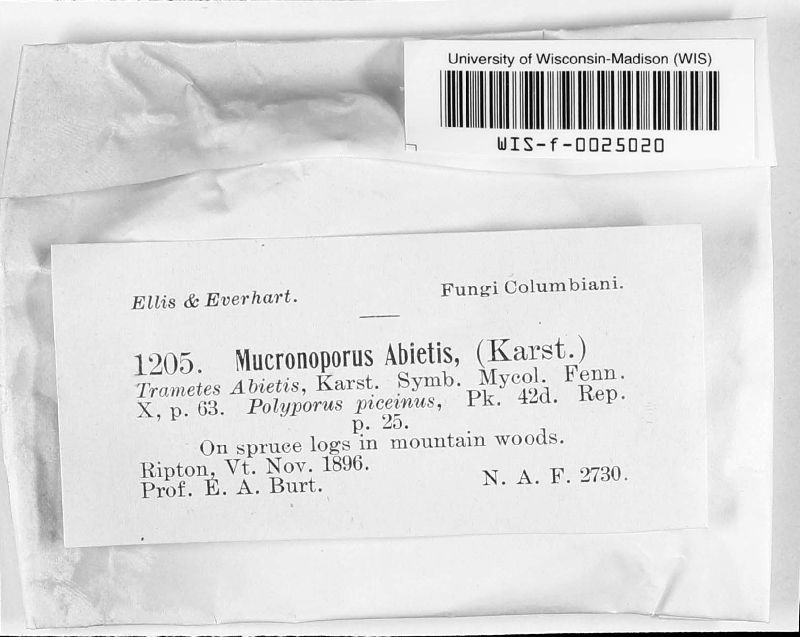 University of Wisconsin-Madison (WIS)
WIS-f-0025020
Ellis & Everhart.
Fungi Columbiani.
1205. Mucronoporus Abietis, (Karst.)
Trametes Abietis, Karst. Symb. Mycol. Fenn.
X, p. 63. Polyporus piceinus, Pk. 42d. Rep.
p. 25.
On spruce logs in mountain woods.
Ripton, Vt. Nov. 1896.
Prof. E. A. Burt.
N. A. F. 2730.